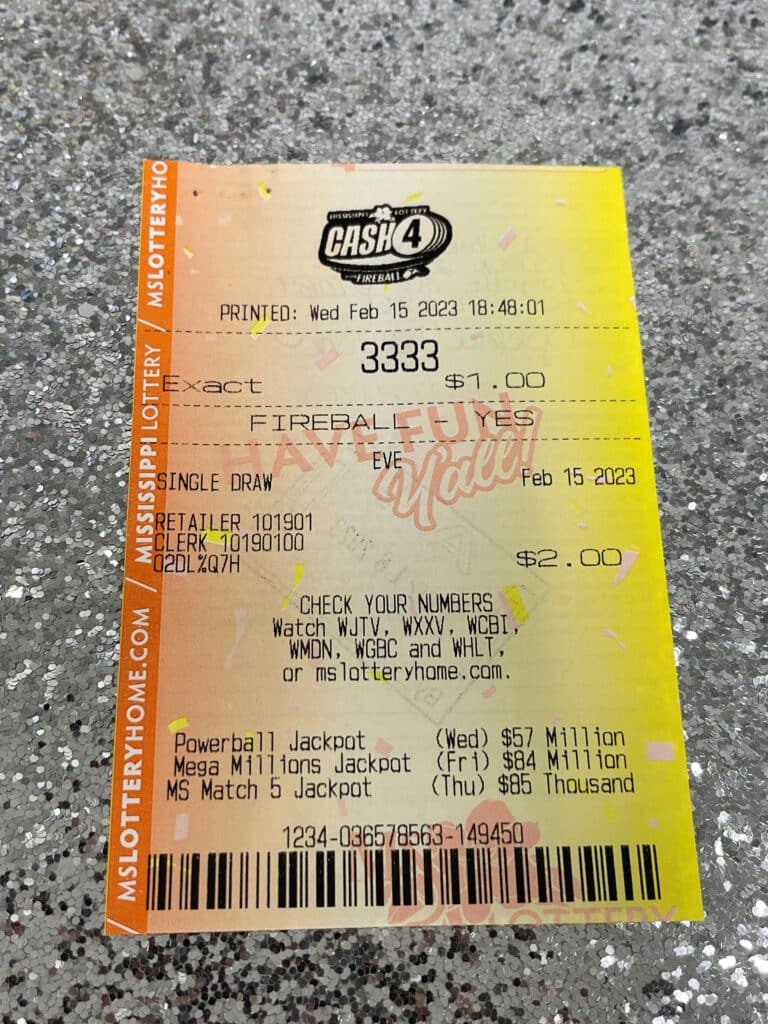 MISSISSIPPI LOTTERY
CASH 4
FIREBALL
PRINTED: Wed Feb 15 2023 18:48:01
3333
Exact $1.00
FIREBALL - YES
HAVE FUN
Y'all!
EVE
SINGLE DRAW Feb 15 2023
RETAILER 101901
CLERK 10190100
02DL%Q7H $2.00
CHECK YOUR NUMBERS
Watch WJTV, WXXV, WCBI,
WMDN, WGBC and WHLT,
or mslotteryhome.com.
Powerball Jackpot (Wed) $57 Million
Mega Millions Jackpot (Fri) $84 Million
MS Match 5 Jackpot (Thu) $85 Thousand
1234-036578563-149450
LOTTERY
MSLOTTERYHOME.COM / MISSISSIPPI LOTTERY / MSLOTTERYHO